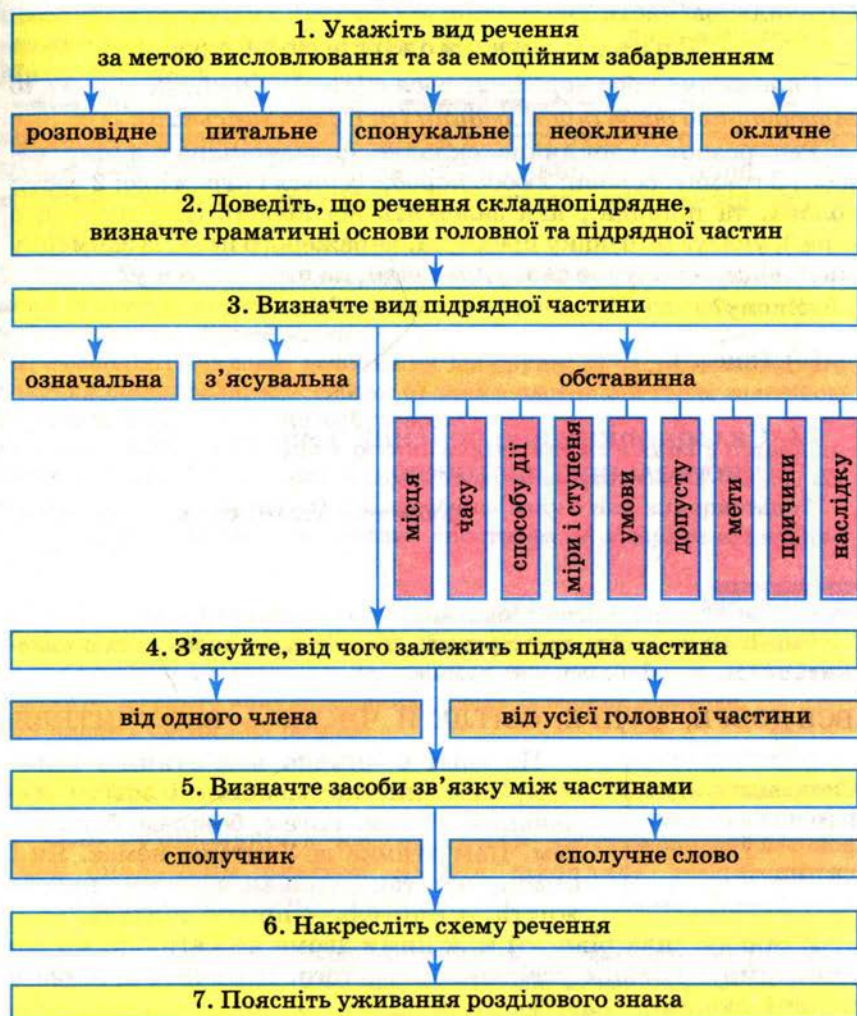 1. Укажіть вид речення
за метою висловлювання та за емоційним забарвленням
розповідне
питальне
спонукальне
неокличне
окличне
2. Доведіть, що речення складнопідрядне,
визначте граматичні основи головної та підрядної частин
3. Визначте вид підрядної частини
означальна
з’ясувальна
обставинна
місця
часу
способу дії
міри і ступеня
умови
допусту
мети
причини
наслідку
4. З’ясуйте, від чого залежить підрядна частина
від одного члена
від усієї головної частини
5. Визначте засоби зв’язку між частинами
сполучник
сполучне слово
6. Накресліть схему речення
7. Поясніть уживання розділового знака